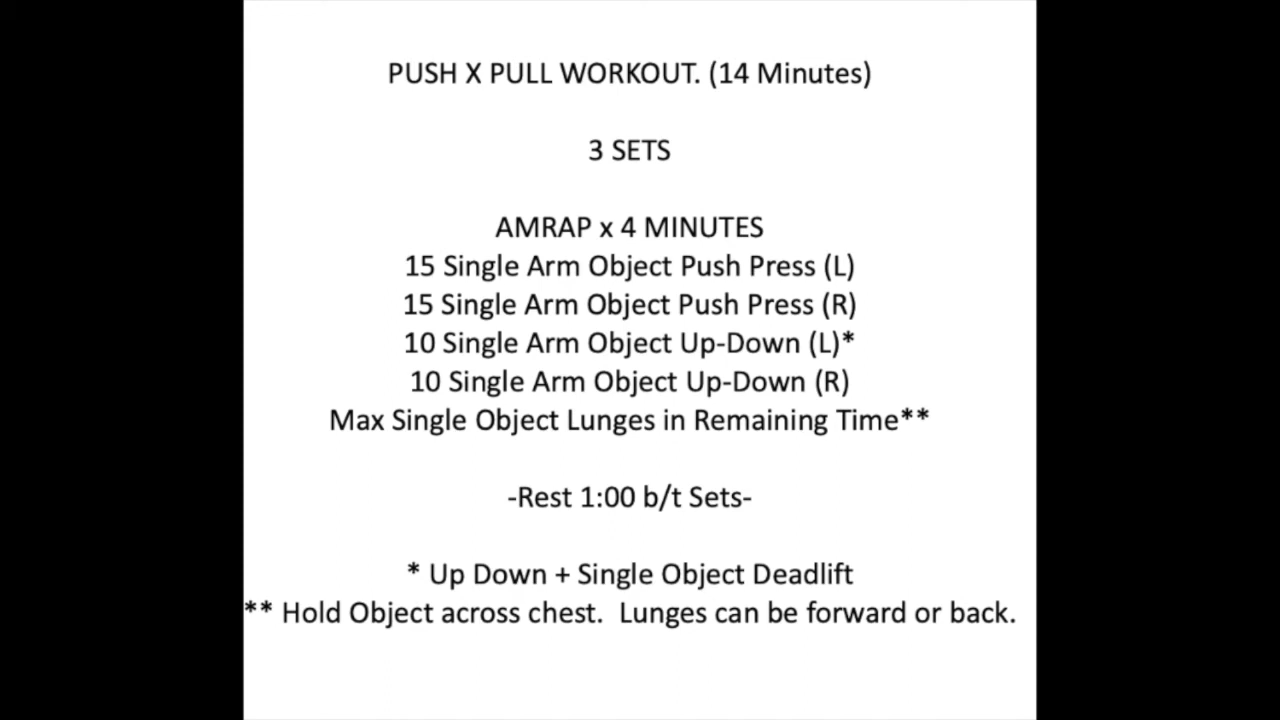 PUSH X PULL WORKOUT. (14 Minutes)
3 SETS
AMRAP x 4 MINUTES
15 Single Arm Object Push Press (L)
15 Single Arm Object Push Press (R)
10 Single Arm Object Up-Down (L)*
10 Single Arm Object Up-Down (R)
Max Single Object Lunges in Remaining Time**
-Rest 1:00 b/t Sets-
* Up Down + Single Object Deadlift
** Hold Object across chest.  Lunges can be forward or back.